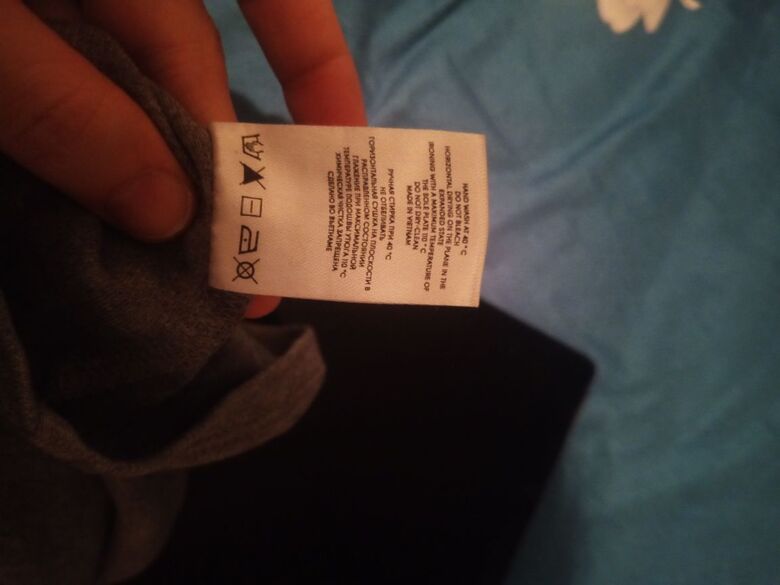 HAND WASH AT 40 °C
DO NOT BLEACH
HORIZONTAL DRYING ON THE PLANE IN THE
EXPANDED STATE
IRONING WITH A MAXIMUM TEMPERATURE OF
THE SOLE PLATE 110 °C
DO NOT DRY-CLEAN
MADE IN VIETNAM
РУЧНАЯ СТИРКА ПРИ 40 °C
НЕ ОТБЕЛИВАТЬ
ГОРИЗОНТАЛЬНАЯ СУШКА НА ПЛОСКОСТИ В
РАСПРАВЛЕННОМ СОСТОЯНИИ
ГЛАЖЕНИЕ ПРИ МАКСИМАЛЬНОЙ
ТЕМПЕРАТУРЕ ПОДОШВЫ УТЮГА 110 °C
ХИМИЧЕСКАЯ ЧИСТКА ЗАПРЕЩЕНА
СДЕЛАНО ВО ВЬЕТНАМЕ